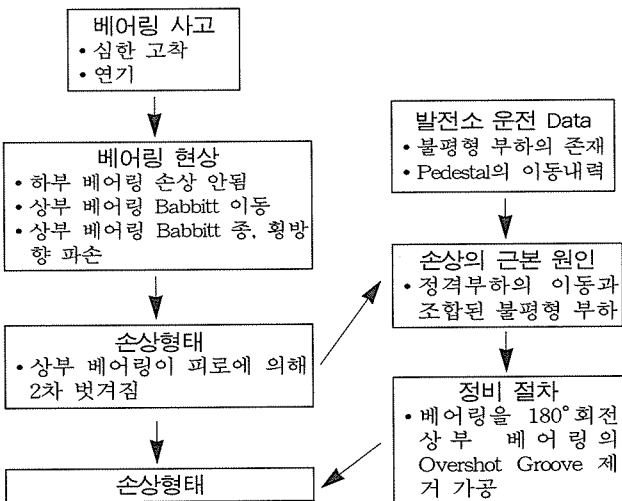 베어링 사고
• 심한 고착
• 연기
베어링 현상
• 하부 베어링 손상 안됨
• 상부 베어링 Babbitt 이동
• 상부 베어링 Babbitt 종, 횡방
향 파손
손상형태
• 상부 베어링이 피로에 의해
2차 벗겨짐
손상형태
발전소 운전 Data
• 불평형 부하의 존재
• Pedestal의 이동내력
손상의 근본 원인
• 정격부하의 이동과
조합된 불평형 부하
정비 절차
• 베어링을 180°회전
상부 베어링의
Overshot Groove 제
거 가공